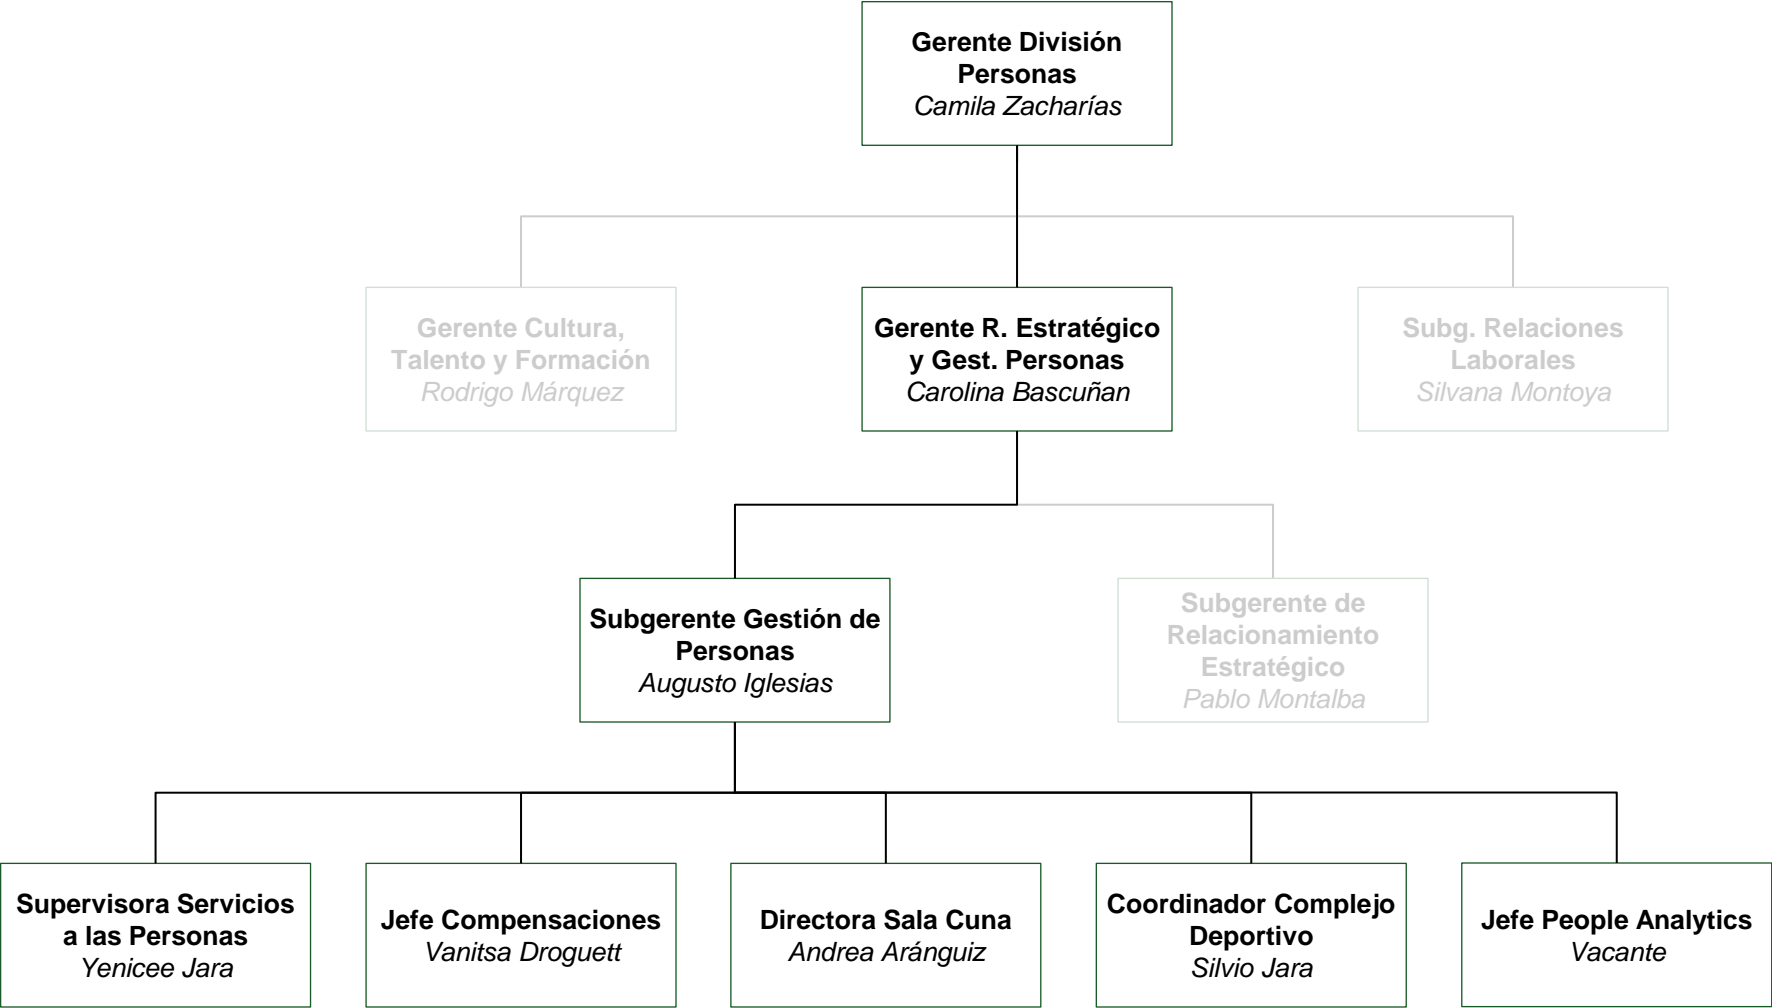 Gerente División
Personas
Camila Zacharías
Gerente Cultura,
Talento y Formación
Rodrigo Márquez
Gerente R. Estratégico
y Gest. Personas
Carolina Bascuñan
Subg. Relaciones
Laborales
Silvana Montoya
Subgerente Gestión de
Personas
Augusto Iglesias
Subgerente de
Relacionamiento
Estratégico
Pablo Montalba
Supervisora Servicios
a las Personas
Yenicee Jara
Jefe Compensaciones
Vanitsa Droguett
Directora Sala Cuna
Andrea Aránguiz
Coordinador Complejo
Deportivo
Silvio Jara
Jefe People Analytics
Vacante